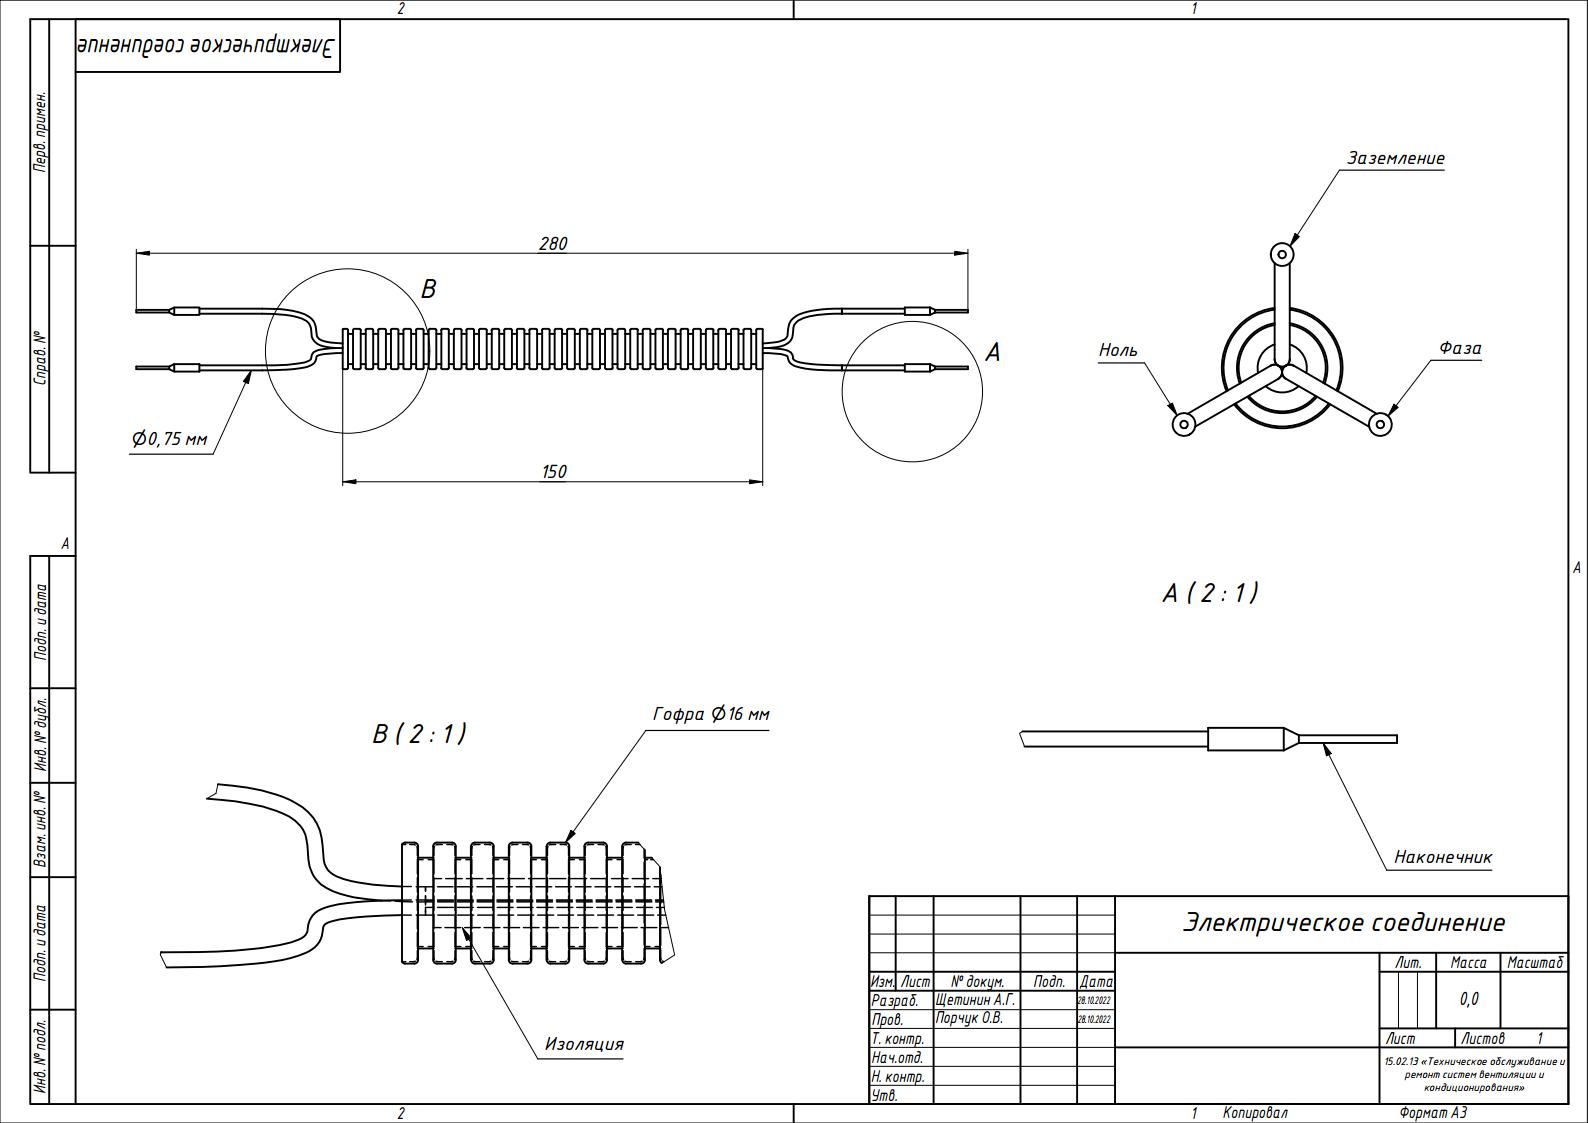 2
1
Электрическое соединение
Перв. примен.
Справ. №
А
Подп. и дата
Инв. № дубл.
Взам. инв. №
Подп. и дата
Инв. № подл.
280
В
А
Ø0,75 мм
150
Заземление
Ноль
Фаза
А
А ( 2 : 1 )
В ( 2 : 1 )
Гофра Ø16 мм
Изоляция
Наконечник
Электрическое соединение
Лит. Масса Масштаб
0,0
Изм. Лист № докум. Подп. Дата
Разраб. Щетинин А.Г. 28.10.2022
Пров. Порчук О.В. 28.10.2022
Т. контр.
Нач.отд.
Н. контр.
Утв.
Лист Листов 1
15.02.13 «Техническое обслуживание и
ремонт систем вентиляции и
кондиционирования»
2
1 Копировал Формат А3